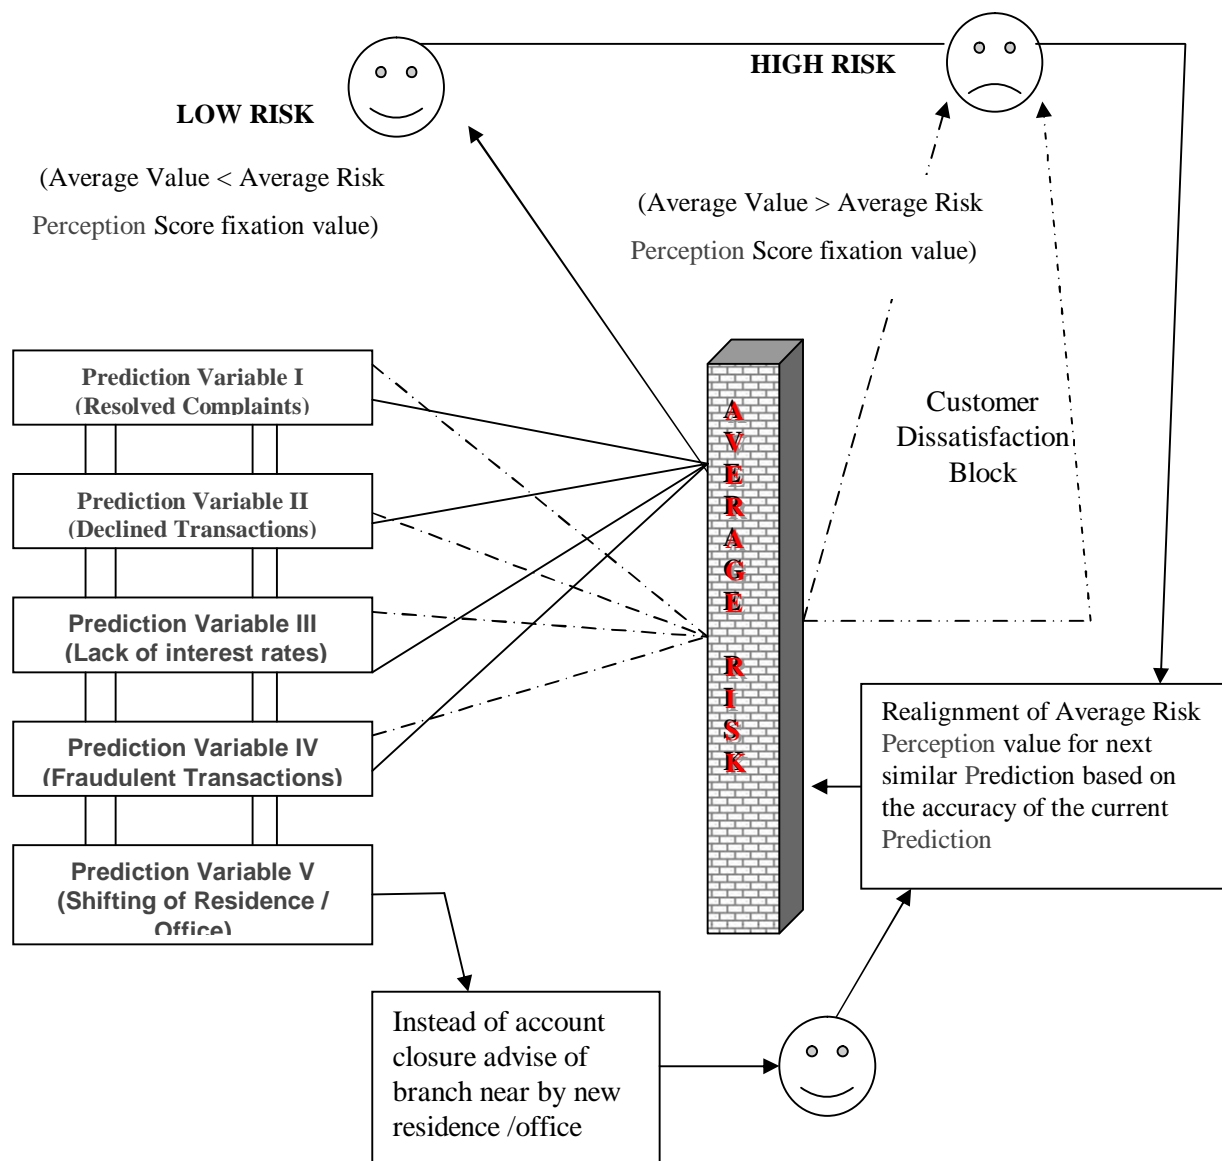 HIGH RISK
LOW RISK
(Average Value < Average Risk
Perception Score fixation value)
(Average Value > Average Risk
Perception Score fixation value)
Prediction Variable I
(Resolved Complaints)
Prediction Variable II
(Declined Transactions)
Prediction Variable III
(Lack of interest rates)
Prediction Variable IV
(Fraudulent Transactions)
Prediction Variable V
(Shifting of Residence /
Office)
AVERAGE RISK
Customer
Dissatisfaction
Block
Realignment of Average Risk
Perception value for next
similar Prediction based on
the accuracy of the current
Prediction
Instead of account
closure advise of
branch near by new
residence /office